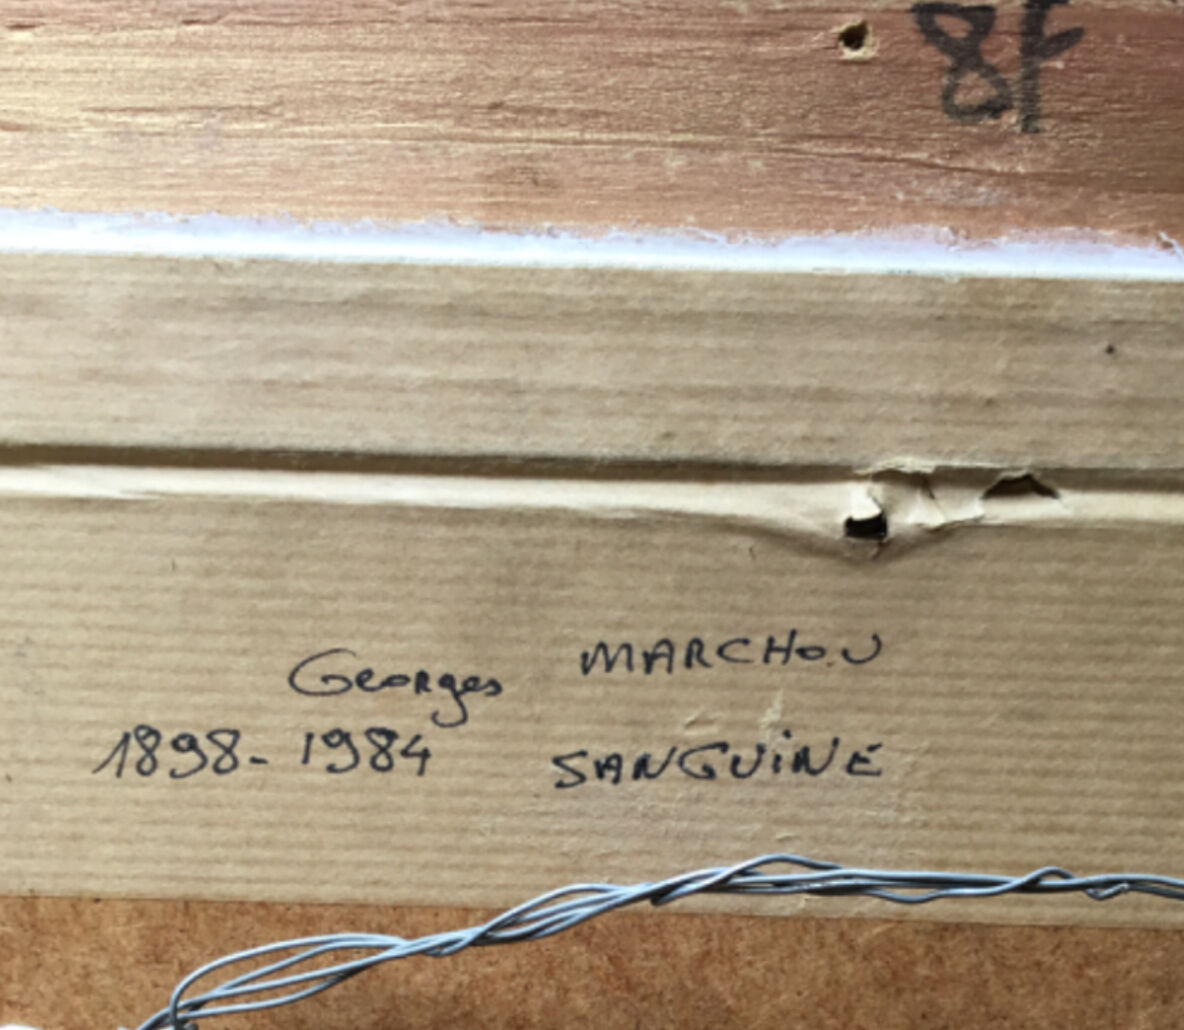 8F
Georges MARCHOU
1898-1984 SANGUINE